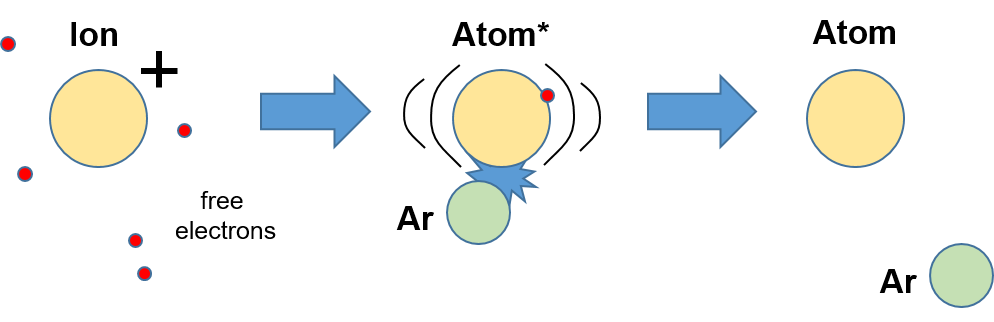 Ion
+
free
electrons
Atom*
Ar
Atom
Ar